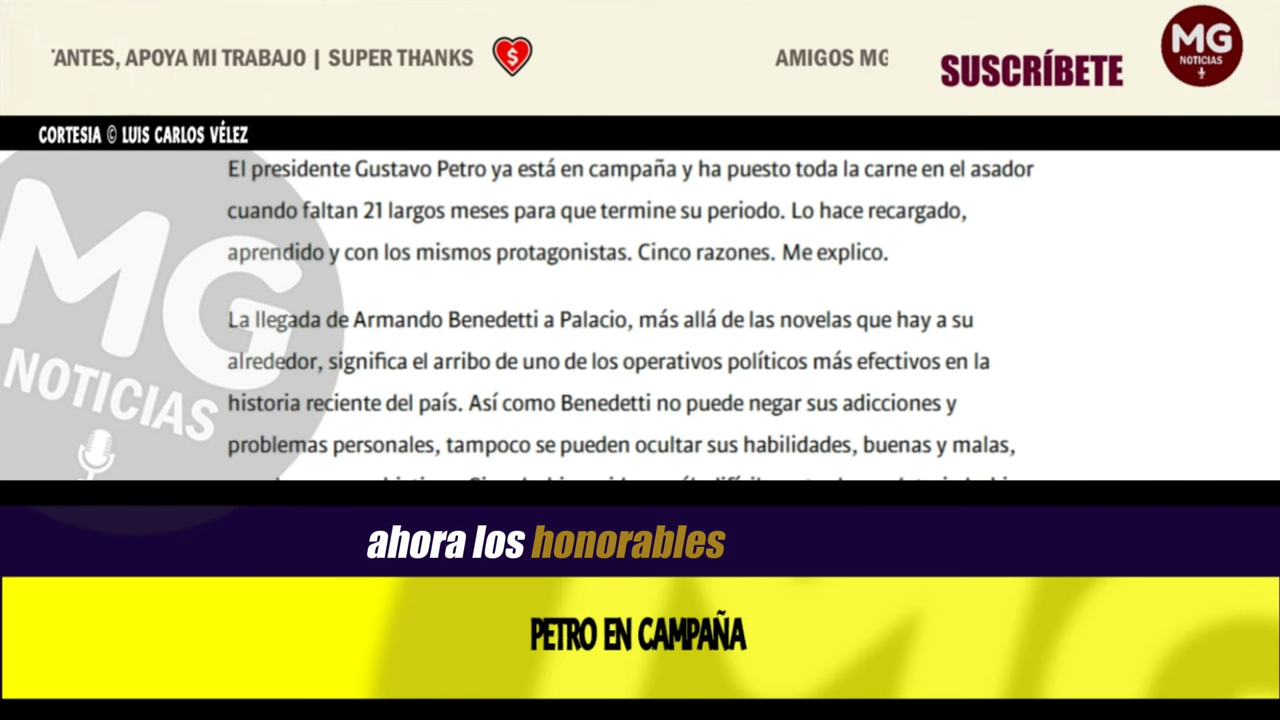 'ANTES, APOYA MI TRABAJO | SUPER THANKS
$
AMIGOS MG
SUSCRÍBETE
MG
NOTICIAS
CORTESIA © LUIS CARLOS VÉLEZ
El presidente Gustavo Petro ya está en campaña y ha puesto toda la carne en el asador
cuando faltan 21 largos meses para que termine su periodo. Lo hace recargado,
aprendido y con los mismos protagonistas. Cinco razones. Me explico.
La llegada de Armando Benedetti a Palacio, más allá de las novelas que hay a su
alrededor, significa el arribo de uno de los operativos políticos más efectivos en la
historia reciente del país. Así como Benedetti no puede negar sus adicciones y
problemas personales, tampoco se pueden ocultar sus habilidades, buenas y malas,
MG
NOTICIAS
ahora los honorables
PETRO EN CAMPAÑA